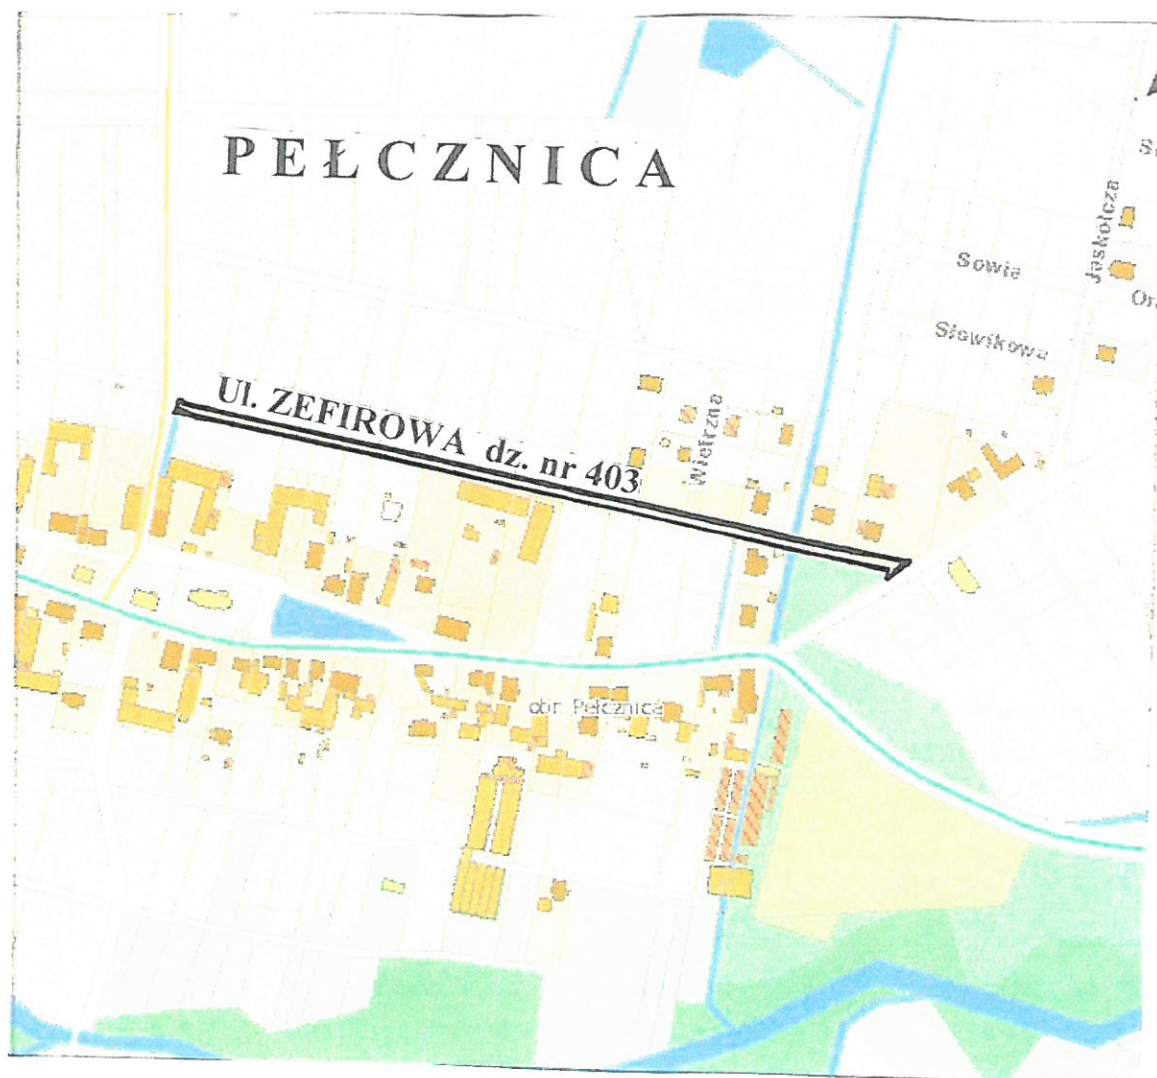 PEŁCZNICA
Jaskółcza
Sowia
Słowikowa
Ul. ZEFIROWA dz. nr 403
Wietrzna
obr Pełcznica